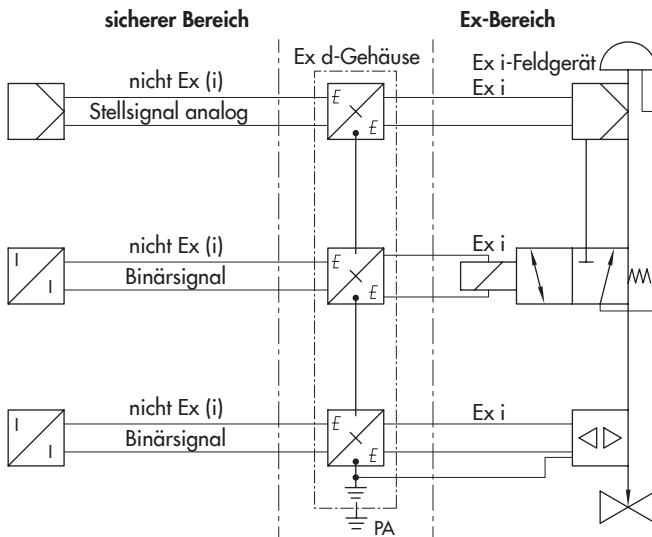 sicherer Bereich
Ex-Bereich
Ex d-Gehäuse
Ex i-Feldgerät
nicht Ex (i)
Stellsignal analog
E
E
Ex i
nicht Ex (i)
Binärsignal
I
I
E
E
Ex i
nicht Ex (i)
Binärsignal
I
I
E
E
Ex i
PA